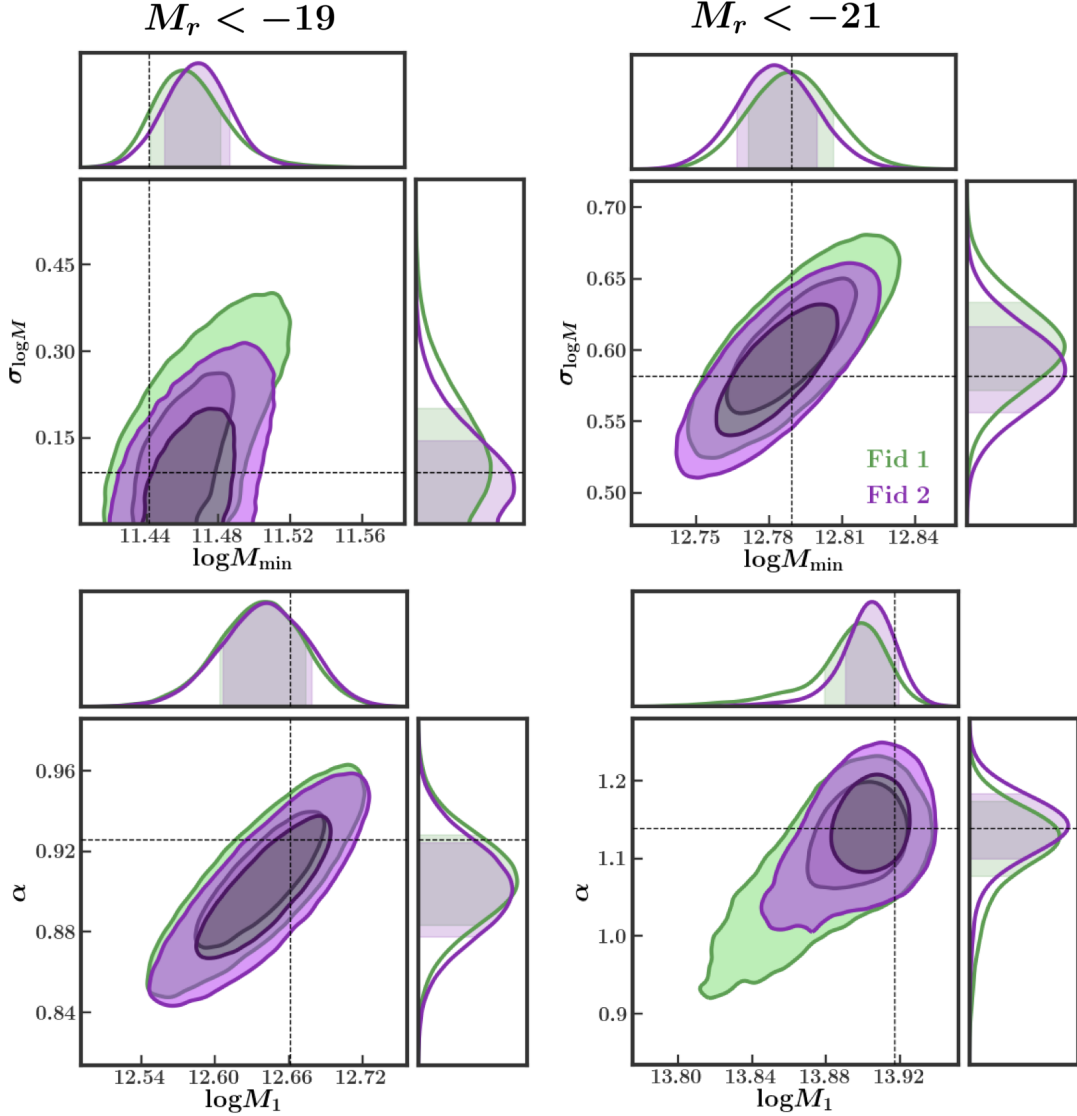 M_r < −19
M_r < −21
0.45
0.30
0.15
σ_logM
11.44 11.48 11.52 11.56
logM_min
0.70
0.65
0.60
0.55
0.50
σ_logM
Fid 1
Fid 2
12.75 12.78 12.81 12.84
logM_min
0.96
0.92
0.88
0.84
α
12.54 12.60 12.66 12.72
logM_1
1.2
1.1
1.0
0.9
α
13.80 13.84 13.88 13.92
logM_1